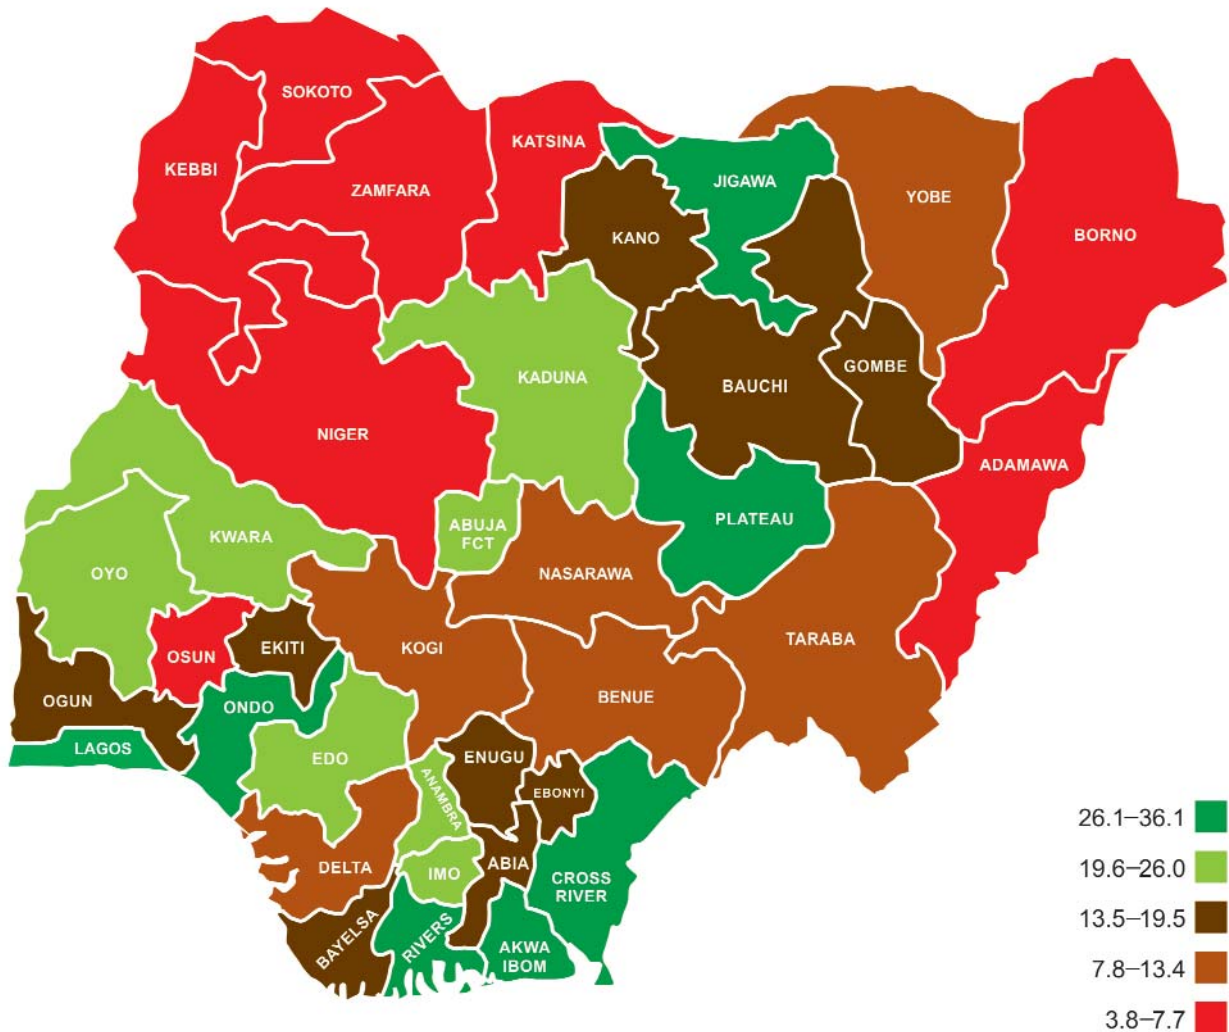 SOKOTO
KATSINA
KEBBI
ZAMFARA
JIGAWA
YOBE
KANO
BORNO
GOMBE
KADUNA
BAUCHI
NIGER
ADAMAWA
ABUJA
FCT
PLATEAU
KWARA
OYO
NASARAWA
TARABA
OSUN
EKITI
KOGI
BENUE
OGUN
ONDO
LAGOS
EDO
ENUGU
ANAMBRA
EBONYI
DELTA
IMO
ABIA
CROSS
RIVER
BAYELSA
RIVERS
AKWA
IBOM
26.1–36.1
19.6–26.0
13.5–19.5
7.8–13.4
3.8–7.7